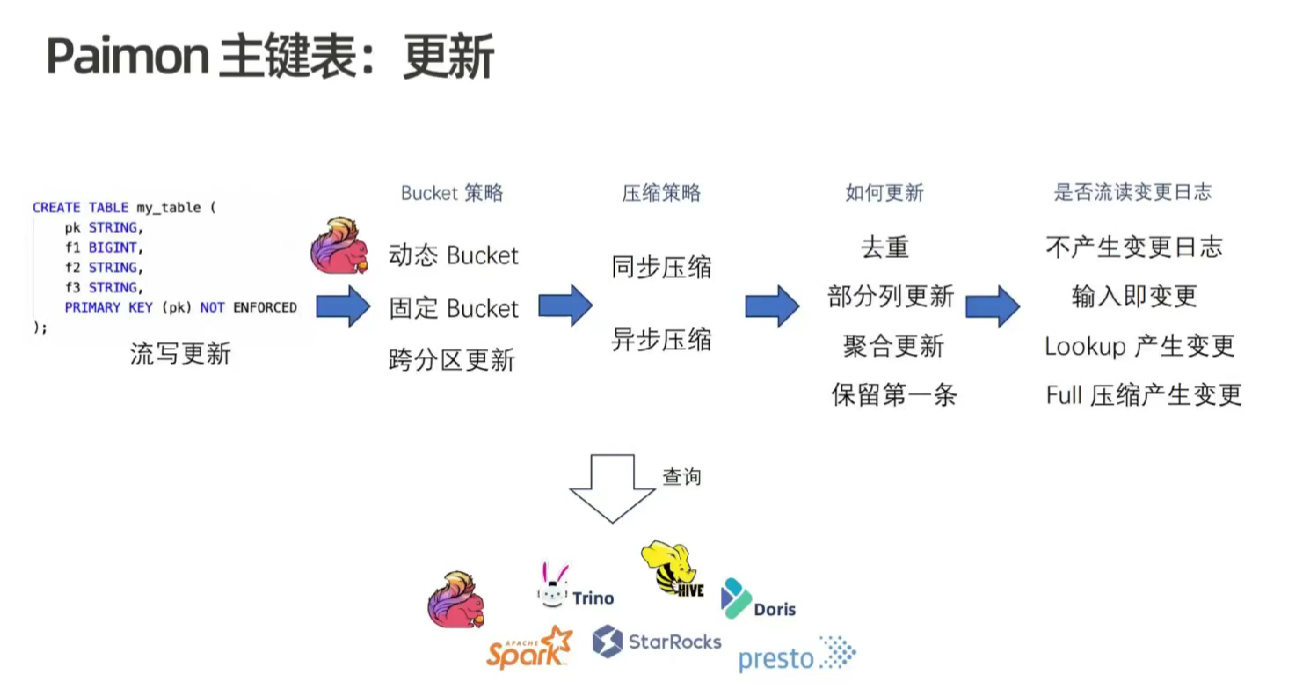 Paimon 主键表：更新
CREATE TABLE my_table (
pk STRING,
f1 BIGINT,
f2 STRING,
f3 STRING,
PRIMARY KEY (pk) NOT ENFORCED
);
流写更新
Bucket 策略
动态 Bucket
固定 Bucket
跨分区更新
压缩策略
同步压缩
异步压缩
如何更新
去重
部分列更新
聚合更新
保留第一条
是否流读变更日志
不产生变更日志
输入即变更
Lookup 产生变更
Full 压缩产生变更
查询
Trino
HIVE
Doris
APACHE
Spark
StarRocks
presto